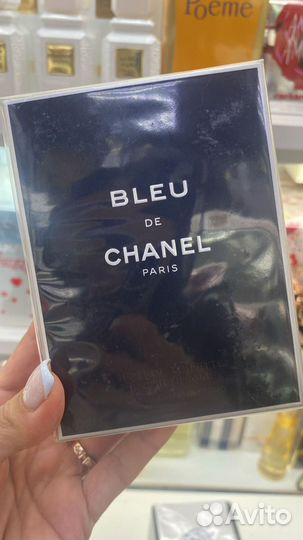 Poême
BLEU
DE
CHANEL
PARIS
Avito